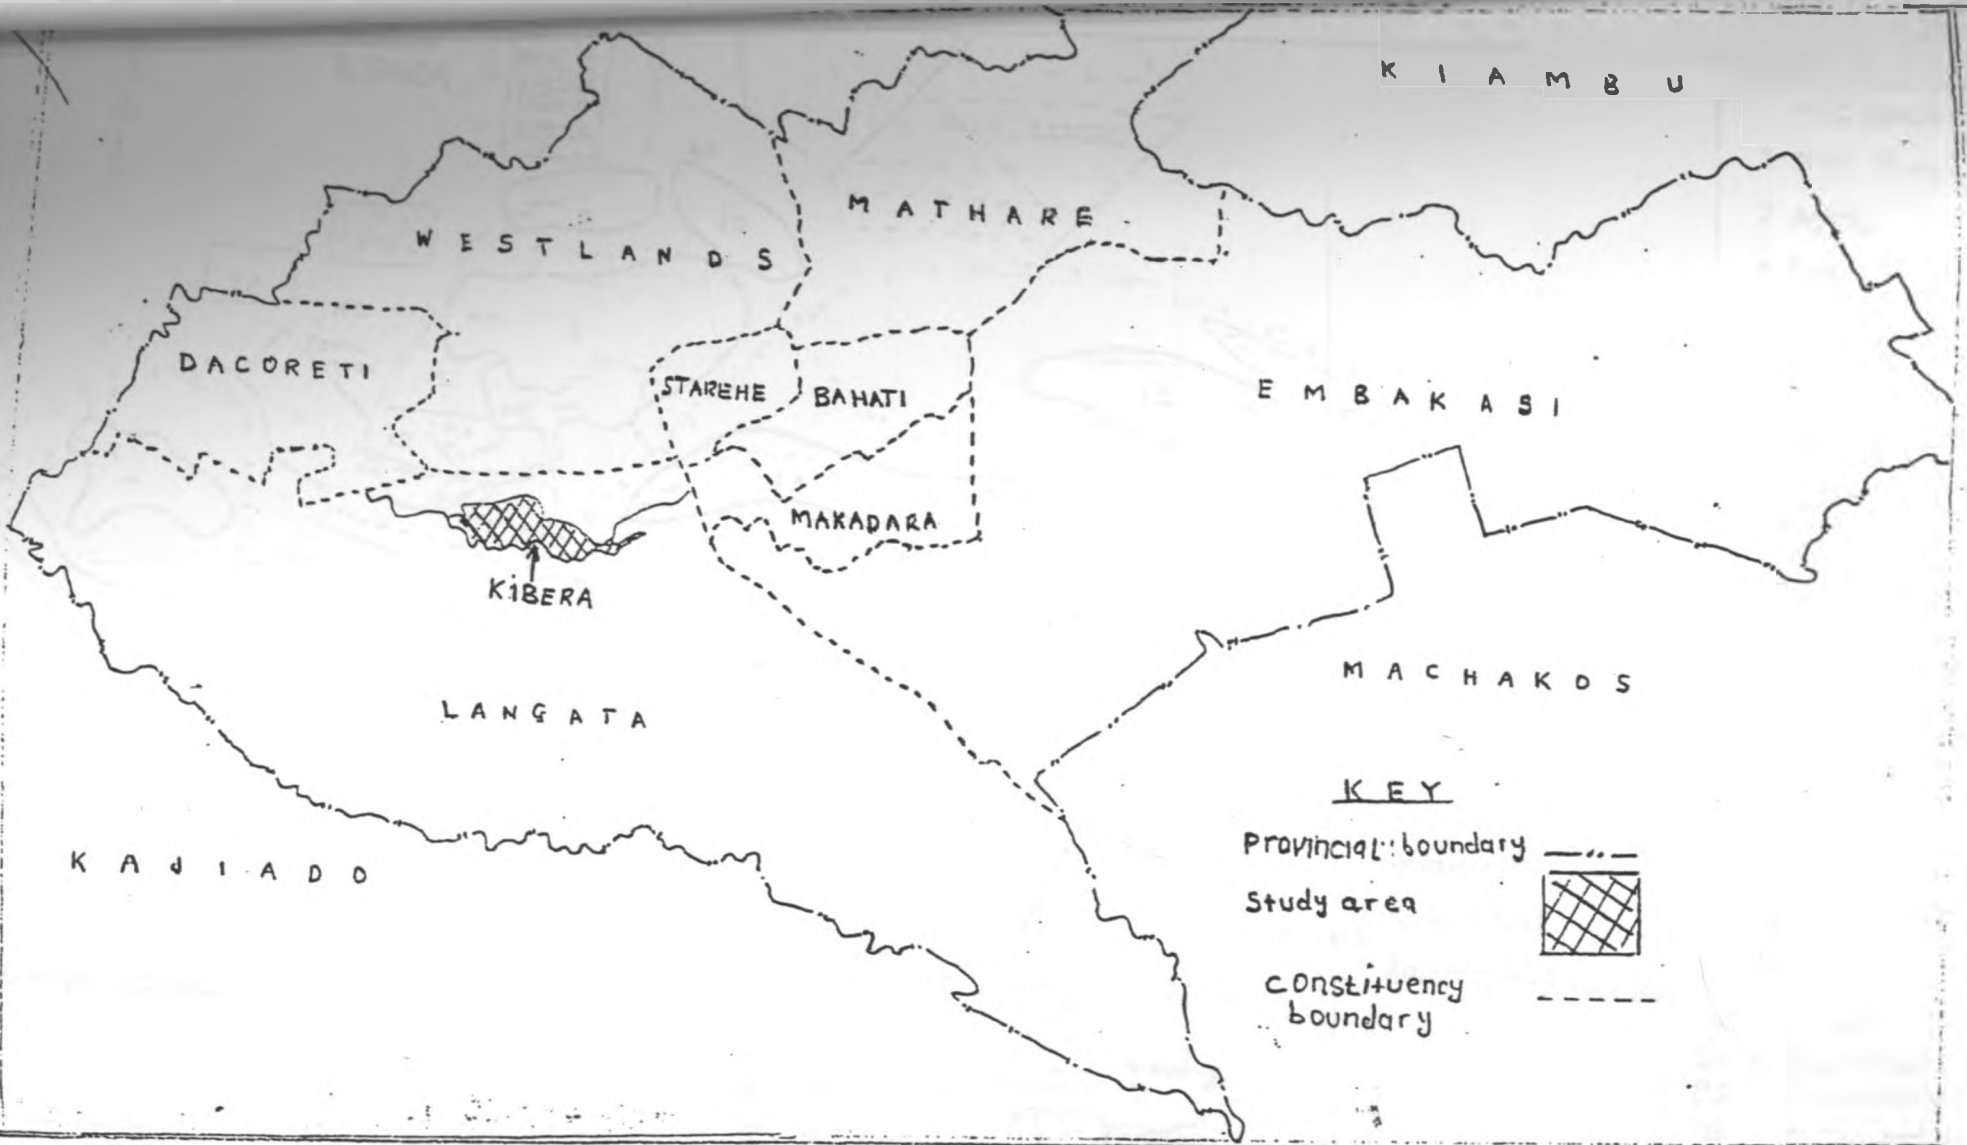 KIAMBU
MATHARE
WESTLANDS
DACORETI
STAREHE
BAHATI
EMBAKASI
MAKADARA
KiBERA
MACHAKOS
LANGATA
KAJIADO
KEY
Provincial boundary
Study area
constituency
boundary